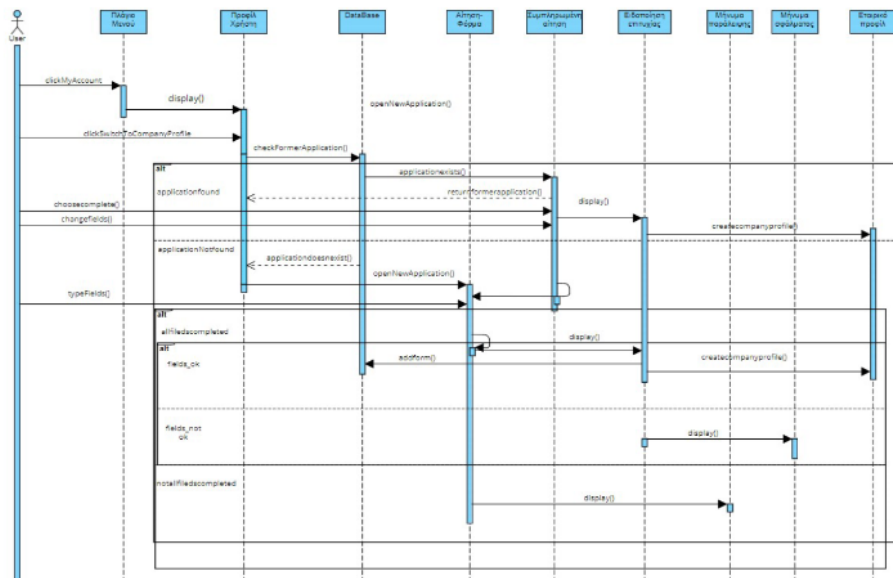 User
Πλάγιο
Μενού
Προφίλ
Χρήστη
DataBase
Αίτηση-
Φόρμα
Συμπληρωμένη
αίτηση
Ειδοποίηση
επιτυχίας
Μήνυμα
παράλειψης
Μήνυμα
σφάλματος
Εταιρικό
προφίλ
clickMyAccount
display()
openNewApplication()
clickSwitchToCompanyProfile
checkFormerApplication()
alt
applicationexists()
applicationfound
returnformerapplication()
choosecomplete()
display()
changefields()
createcompanyprofile()
applicationNotfound
applicationdoesnexist()
openNewApplication()
typeFields()
alt
allfiledscompleted
alt
display()
fields_ok
addform()
createcompanyprofile()
fields_not
ok
display()
notallfiledscompleted
display()